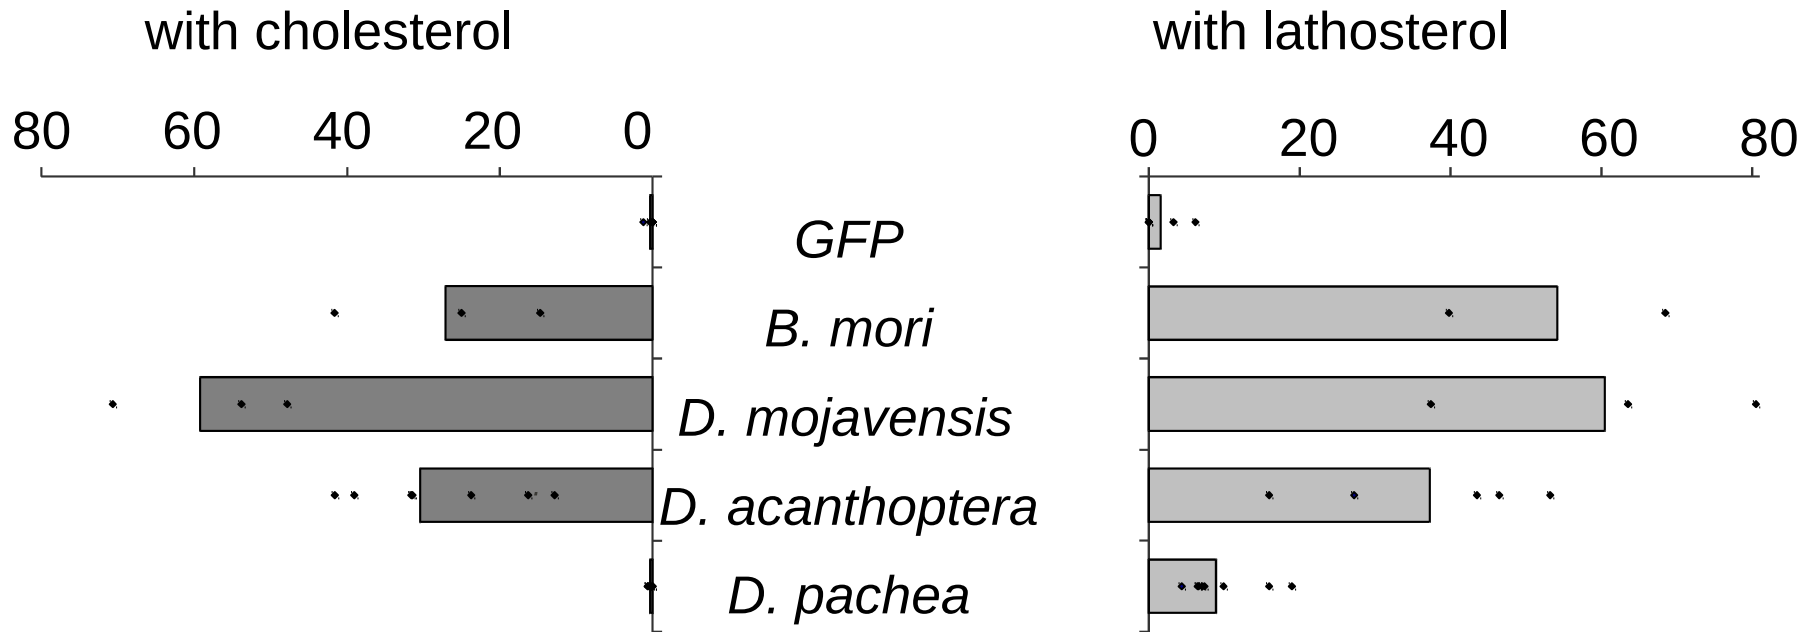 with cholesterol
with lathosterol
80 60 40 20 0
0 20 40 60 80
GFP
B. mori
D. mojavensis
D. acanthoptera
D. pachea